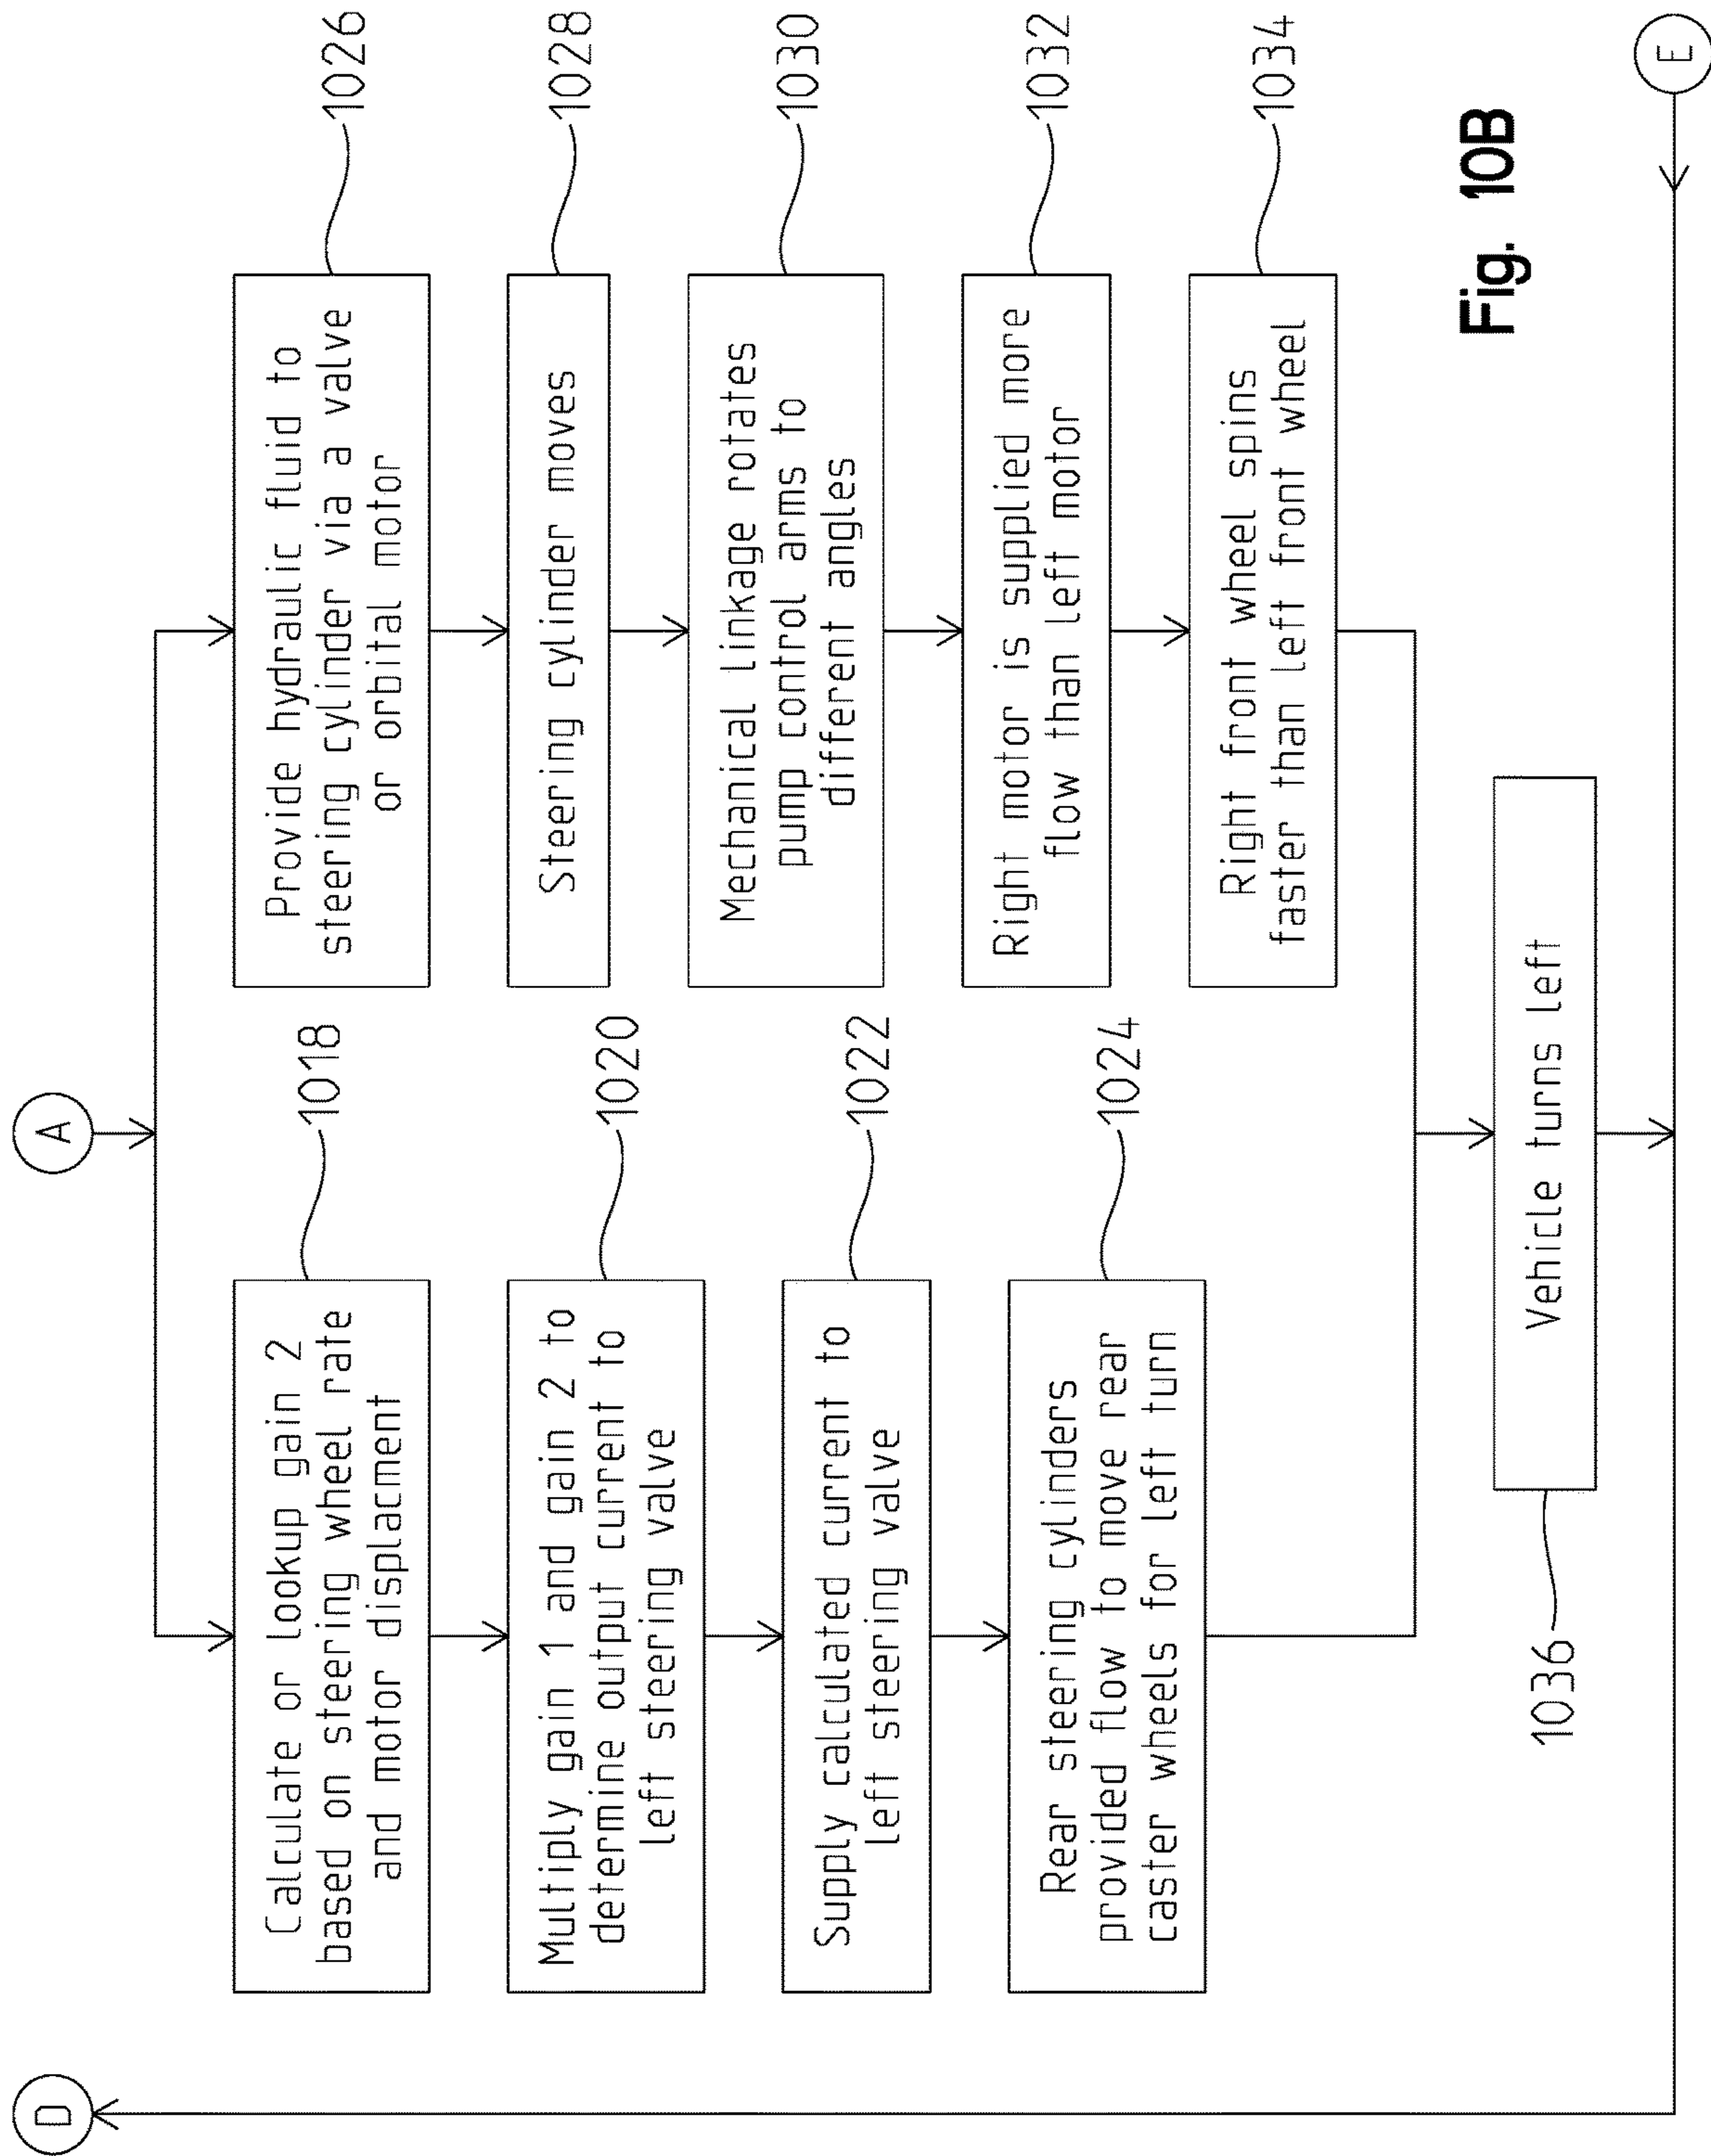 D
A
Calculate or lookup gain 2
based on steering wheel rate
and motor displacment
1018
Multiply gain 1 and gain 2 to
determine output current to
left steering valve
1020
Supply calculated current to
left steering valve
1022
Rear steering cylinders
provided flow to move rear
caster wheels for left turn
1024
Provide hydraulic fluid to
steering cylinder via a valve
or orbital motor
1026
Steering cylinder moves
1028
Mechanical linkage rotates
pump control arms to
different angles
1030
Right motor is supplied more
flow than left motor
1032
Right front wheel spins
faster than left front wheel
1034
Vehicle turns left
1036
E
Fig. 10B